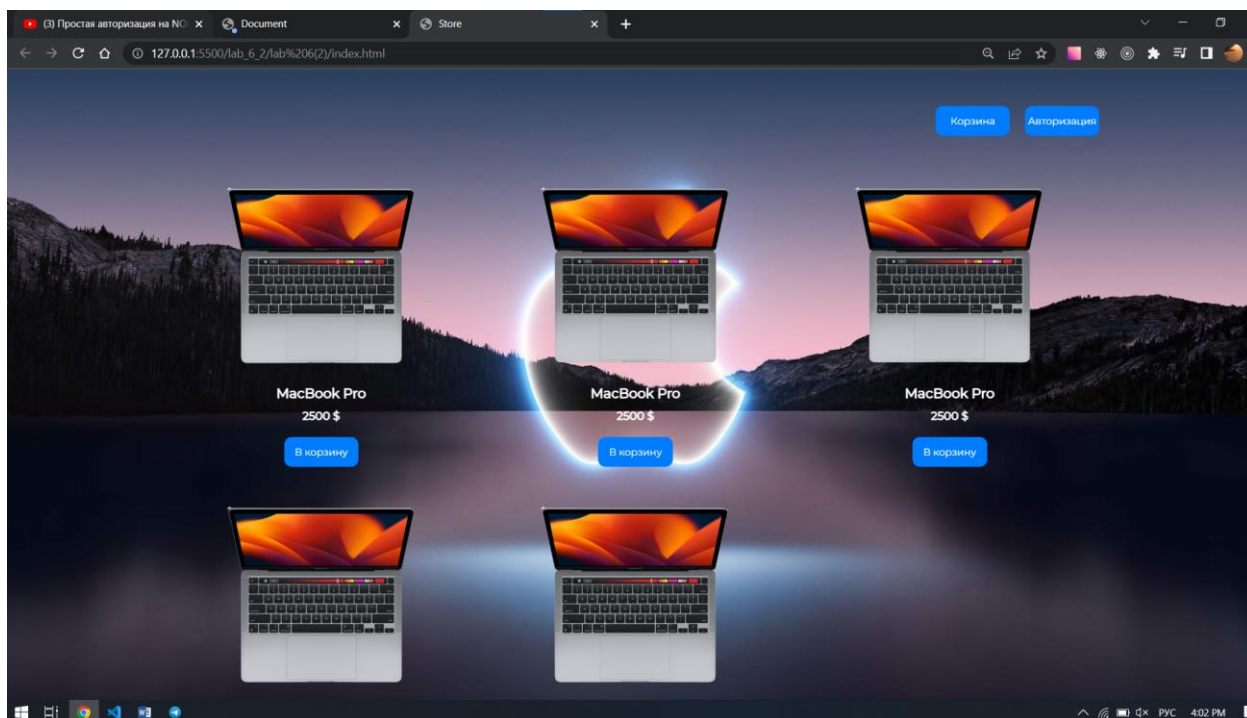 (3) Простая авторизация на NO
Document
Store
127.0.0.1:5500/lab_6_2/lab%206(2)/index.html
Корзина
Авторизация
MacBook Pro
MacBook Pro
MacBook Pro
2500 $
2500 $
2500 $
В корзину
В корзину
В корзину
РУС
4:02 PM